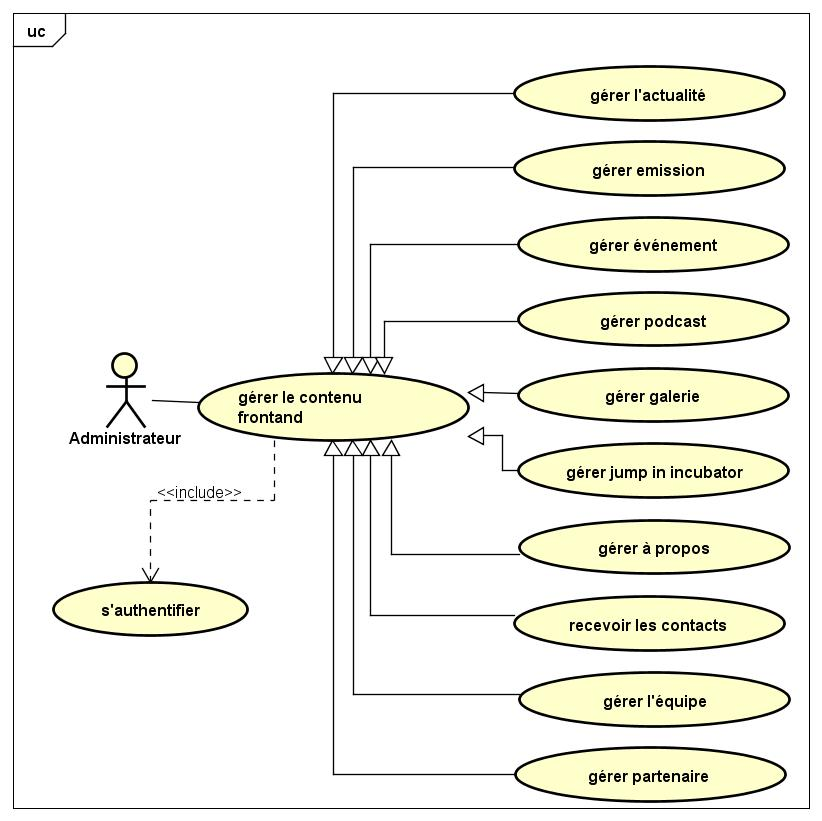 uc
gérer l'actualité
gérer emission
gérer événement
gérer podcast
gérer le contenu
frontand
gérer galerie
Administrateur
gérer jump in incubator
<<include>>
gérer à propos
s'authentifier
recevoir les contacts
gérer l'équipe
gérer partenaire